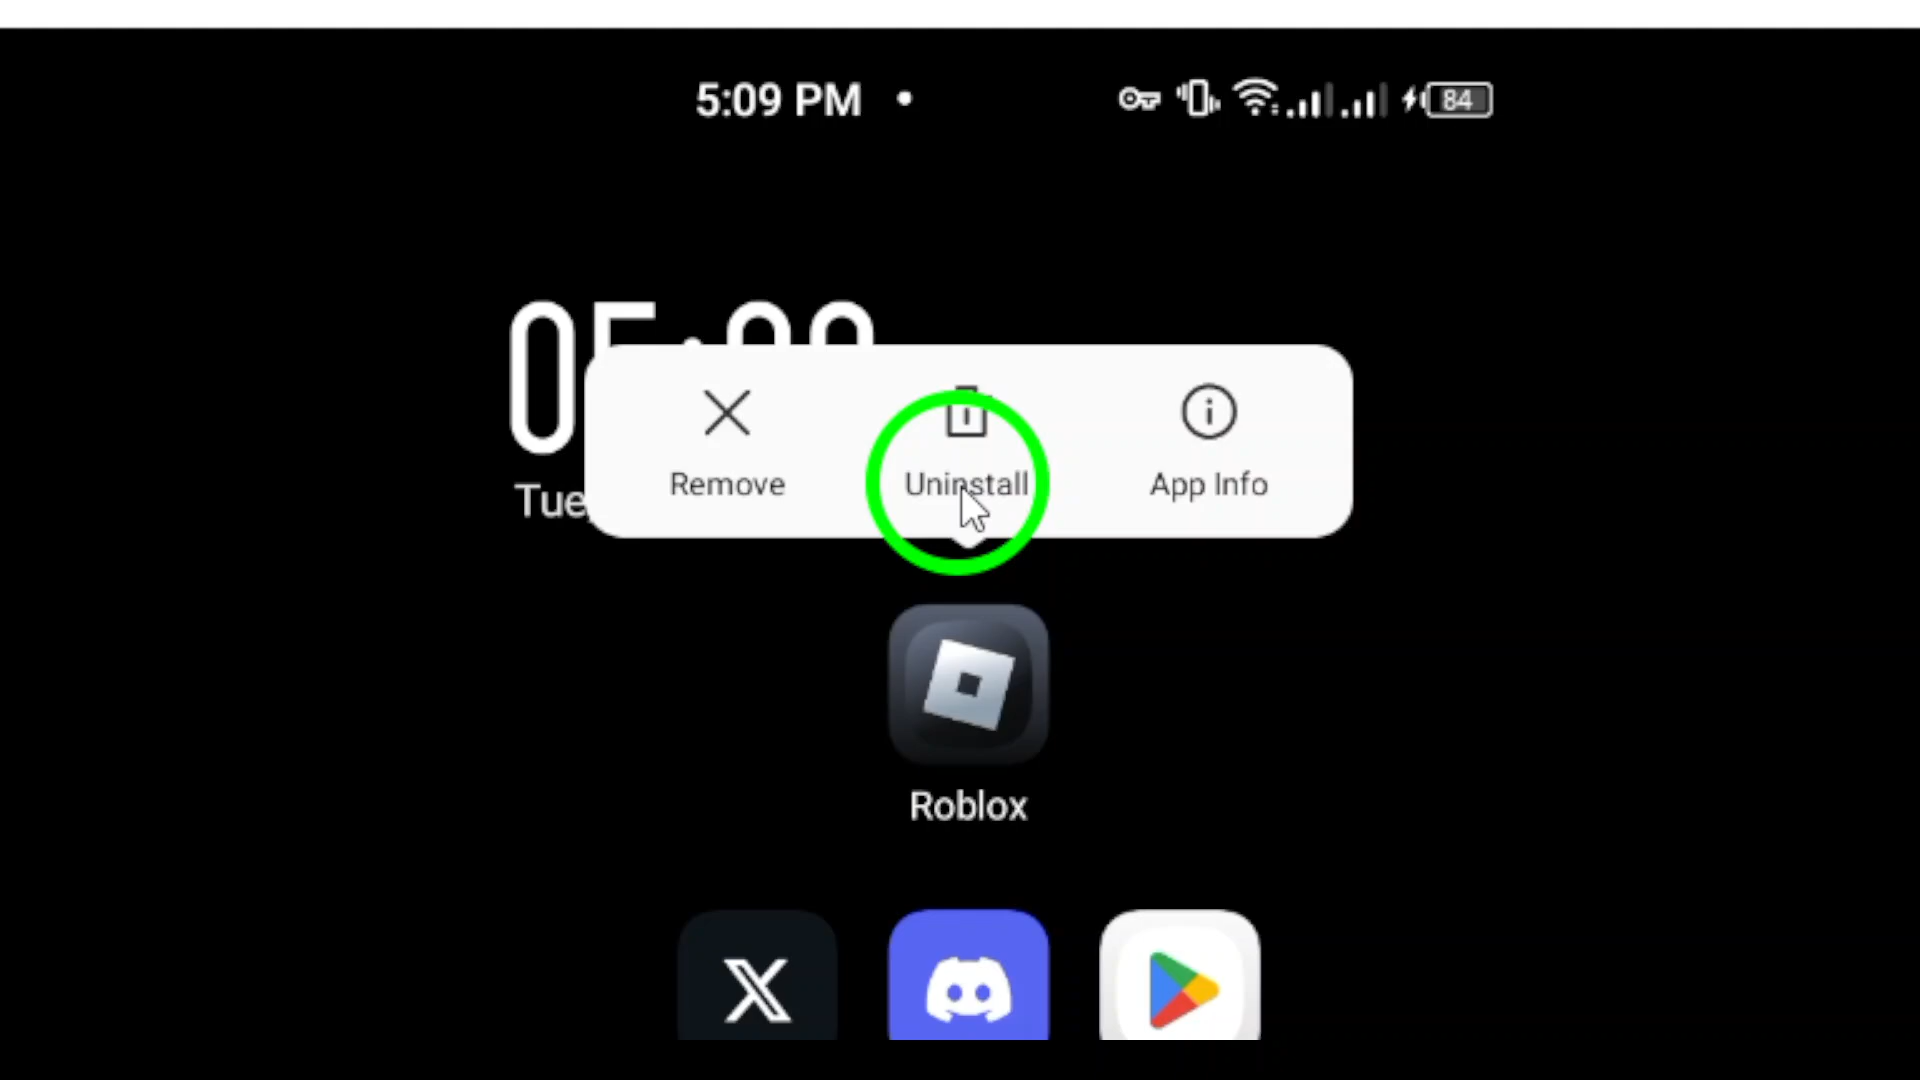 5:09 PM
84
Tue,
Remove
Uninstall
App Info
Roblox